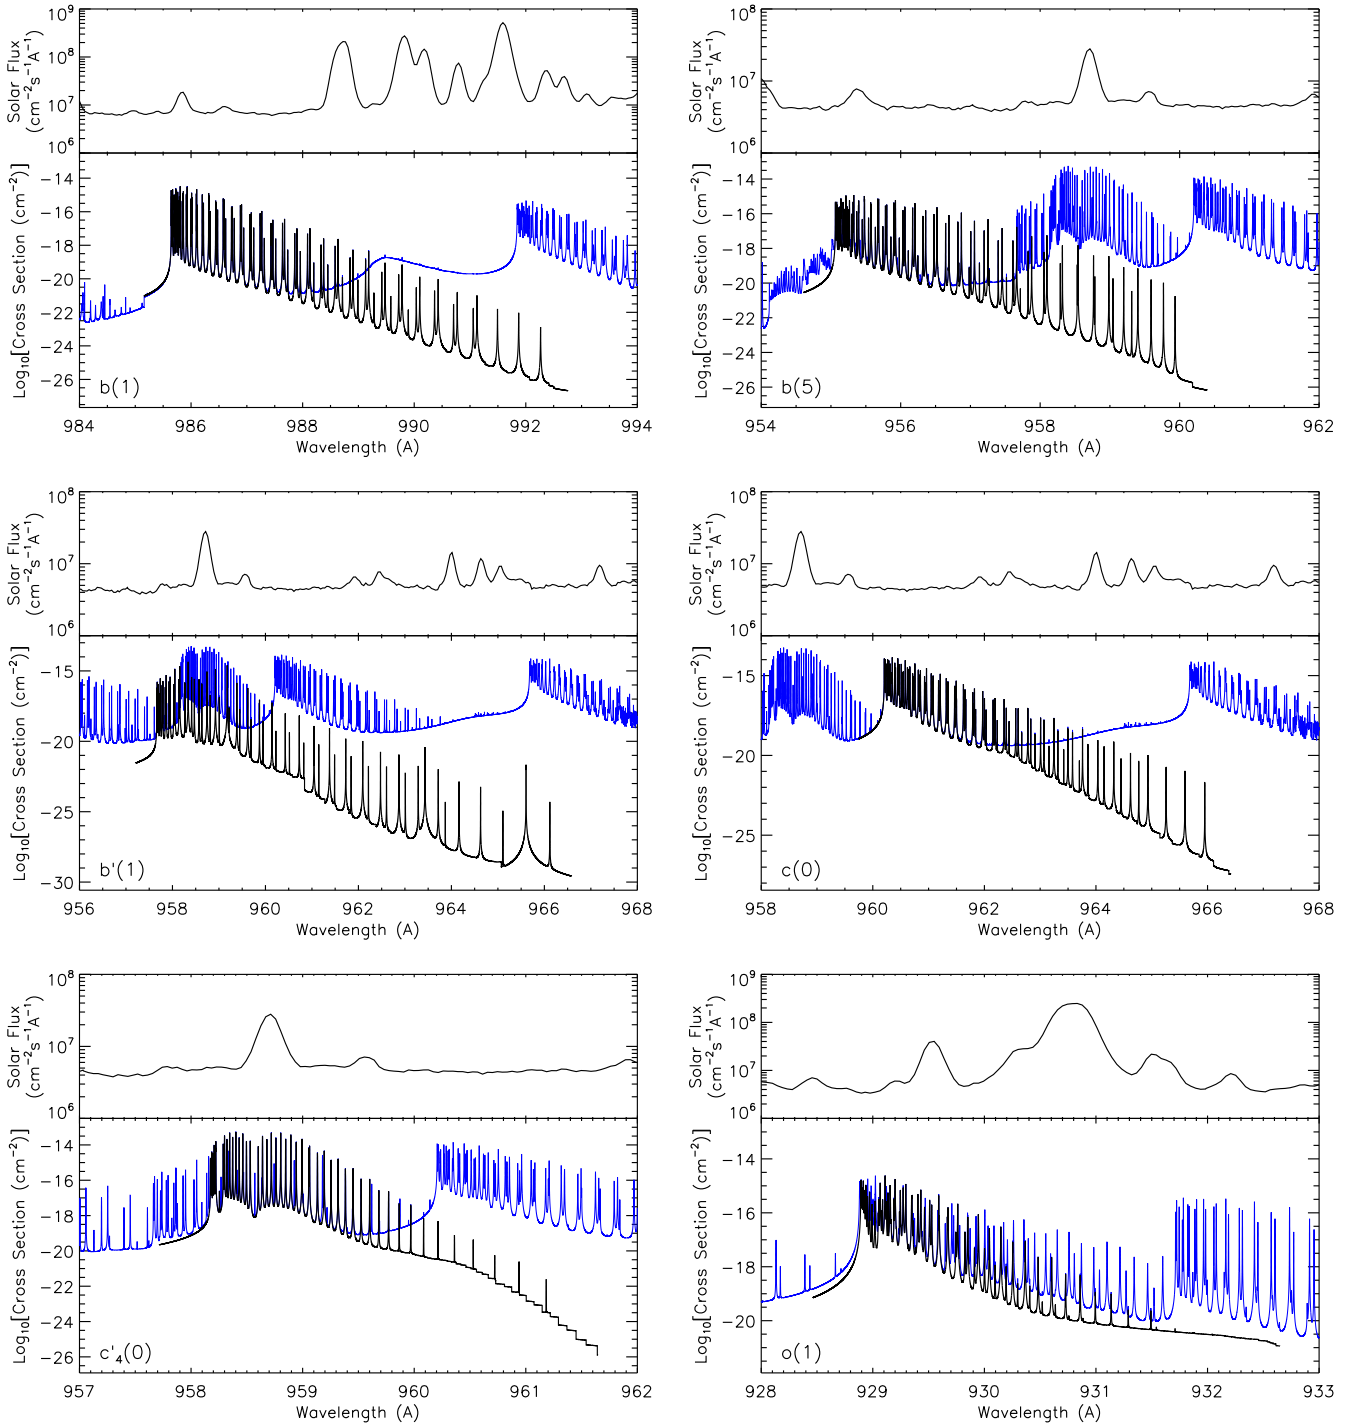 Solar Flux
(cm⁻²s⁻¹A⁻¹)
10⁹
10⁸
10⁷
10⁶
Log₁₀[Cross Section (cm⁻²)]
−14
−16
−18
−20
−22
−24
−26
b(1)
984 986 988 990 992 994
Wavelength (A)
Solar Flux
(cm⁻²s⁻¹A⁻¹)
10⁸
10⁷
10⁶
Log₁₀[Cross Section (cm⁻²)]
−14
−16
−18
−20
−22
−24
−26
b(5)
954 956 958 960 962
Wavelength (A)
Solar Flux
(cm⁻²s⁻¹A⁻¹)
10⁸
10⁷
10⁶
Log₁₀[Cross Section (cm⁻²)]
−15
−20
−25
−30
b'(1)
956 958 960 962 964 966 968
Wavelength (A)
Solar Flux
(cm⁻²s⁻¹A⁻¹)
10⁸
10⁷
10⁶
Log₁₀[Cross Section (cm⁻²)]
−15
−20
−25
c(0)
958 960 962 964 966 968
Wavelength (A)
Solar Flux
(cm⁻²s⁻¹A⁻¹)
10⁸
10⁷
10⁶
Log₁₀[Cross Section (cm⁻²)]
−14
−16
−18
−20
−22
−24
−26
c'₄(0)
957 958 959 960 961 962
Wavelength (A)
Solar Flux
(cm⁻²s⁻¹A⁻¹)
10⁹
10⁸
10⁷
10⁶
Log₁₀[Cross Section (cm⁻²)]
−14
−16
−18
−20
o(1)
928 929 930 931 932 933
Wavelength (A)